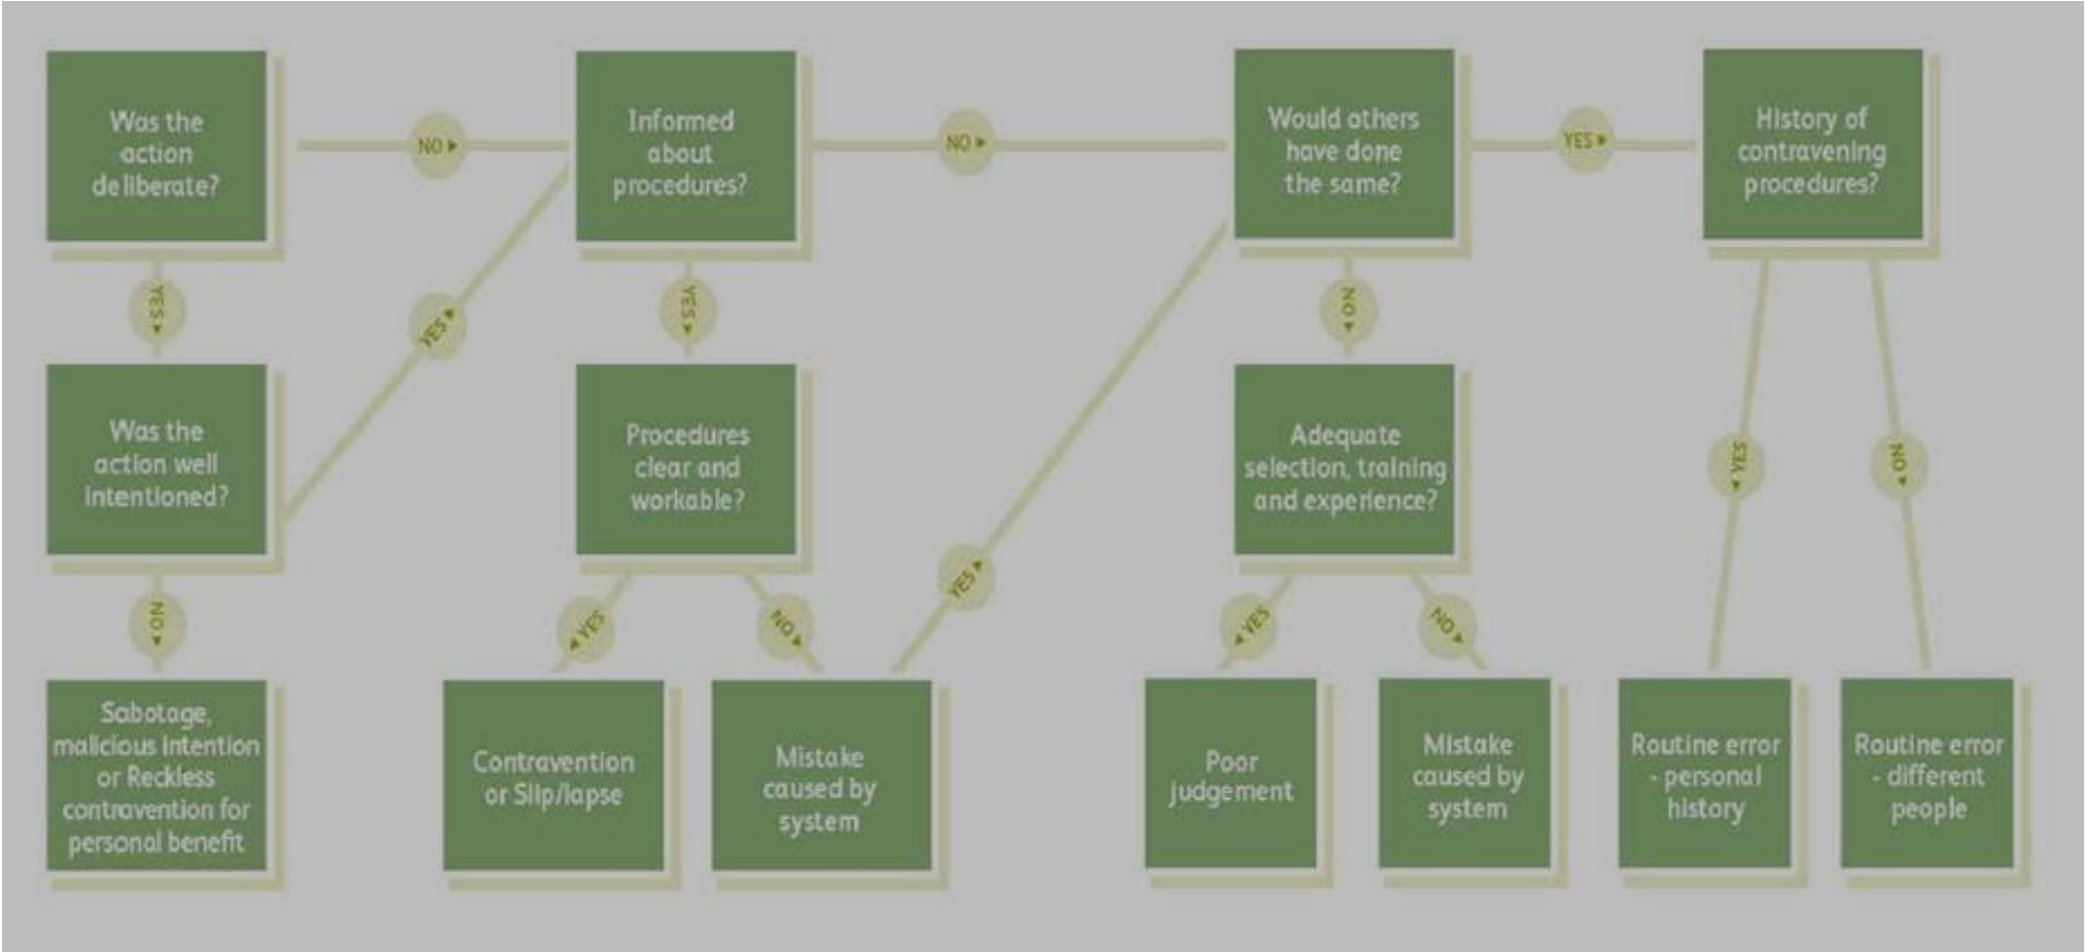 Was the
action
deliberate?
NO
Informed
about
procedures?
NO
Would others
have done
the same?
YES
History of
contravening
procedures?
YES
YES
YES
NO
Was the
action well
intentioned?
Procedures
clear and
workable?
Adequate
selection, training
and experience?
YES
NO
NO
YES
NO
YES
YES
NO
Sabotage,
malicious intention
or Reckless
contravention for
personal benefit
Contravention
or Slip/lapse
Mistake
caused by
system
Poor
judgement
Mistake
caused by
system
Routine error
- personal
history
Routine error
- different
people